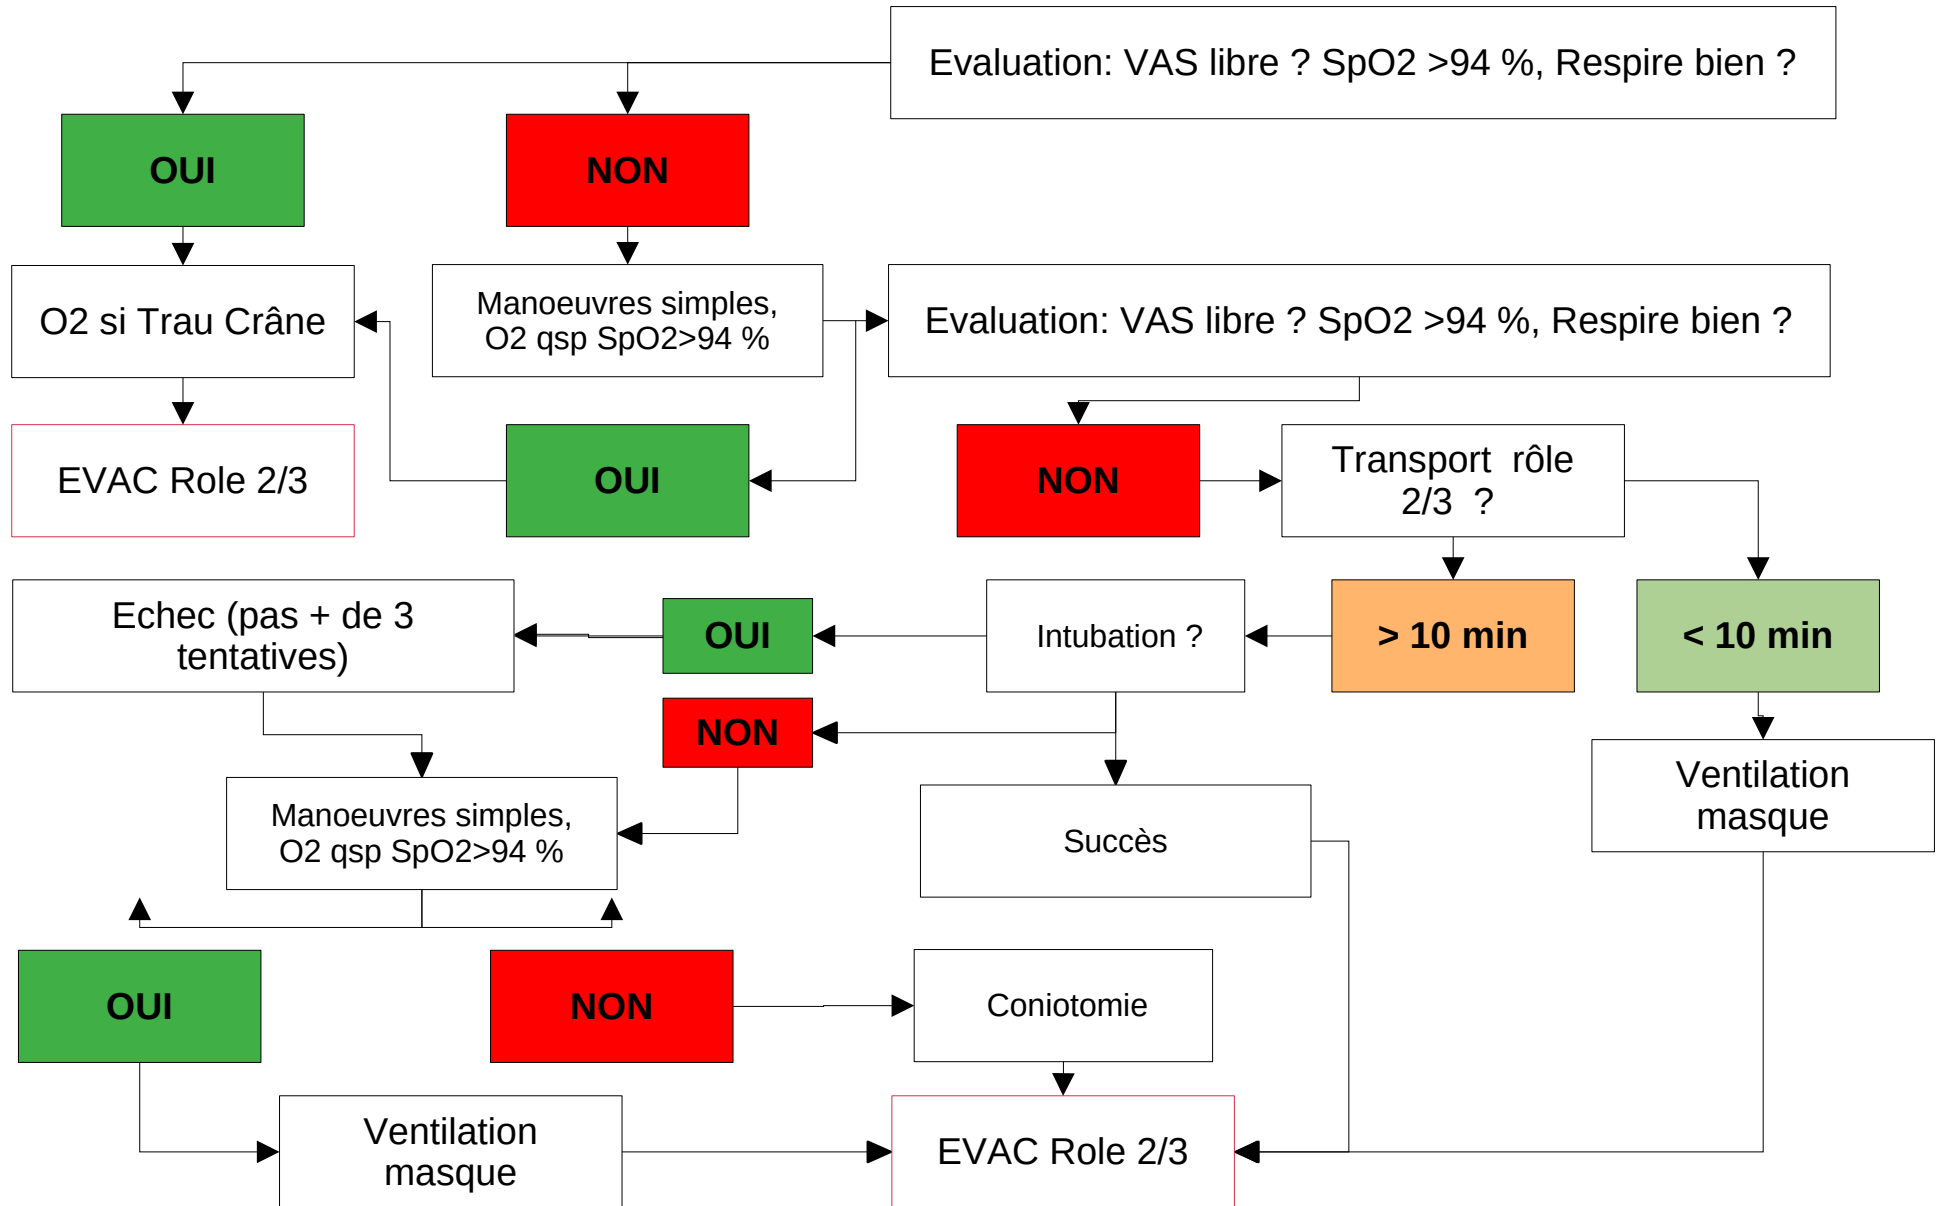 Evaluation: VAS libre ? SpO2 >94 %, Respire bien ?
OUI
NON
O2 si Trau Crâne
Manoeuvres simples,
O2 qsp SpO2>94 %
Evaluation: VAS libre ? SpO2 >94 %, Respire bien ?
EVAC Role 2/3
OUI
NON
Transport rôle
2/3 ?
Echec (pas + de 3
tentatives)
OUI
Intubation ?
> 10 min
< 10 min
NON
Manoeuvres simples,
O2 qsp SpO2>94 %
Succès
Ventilation
masque
OUI
NON
Coniotomie
Ventilation
masque
EVAC Role 2/3